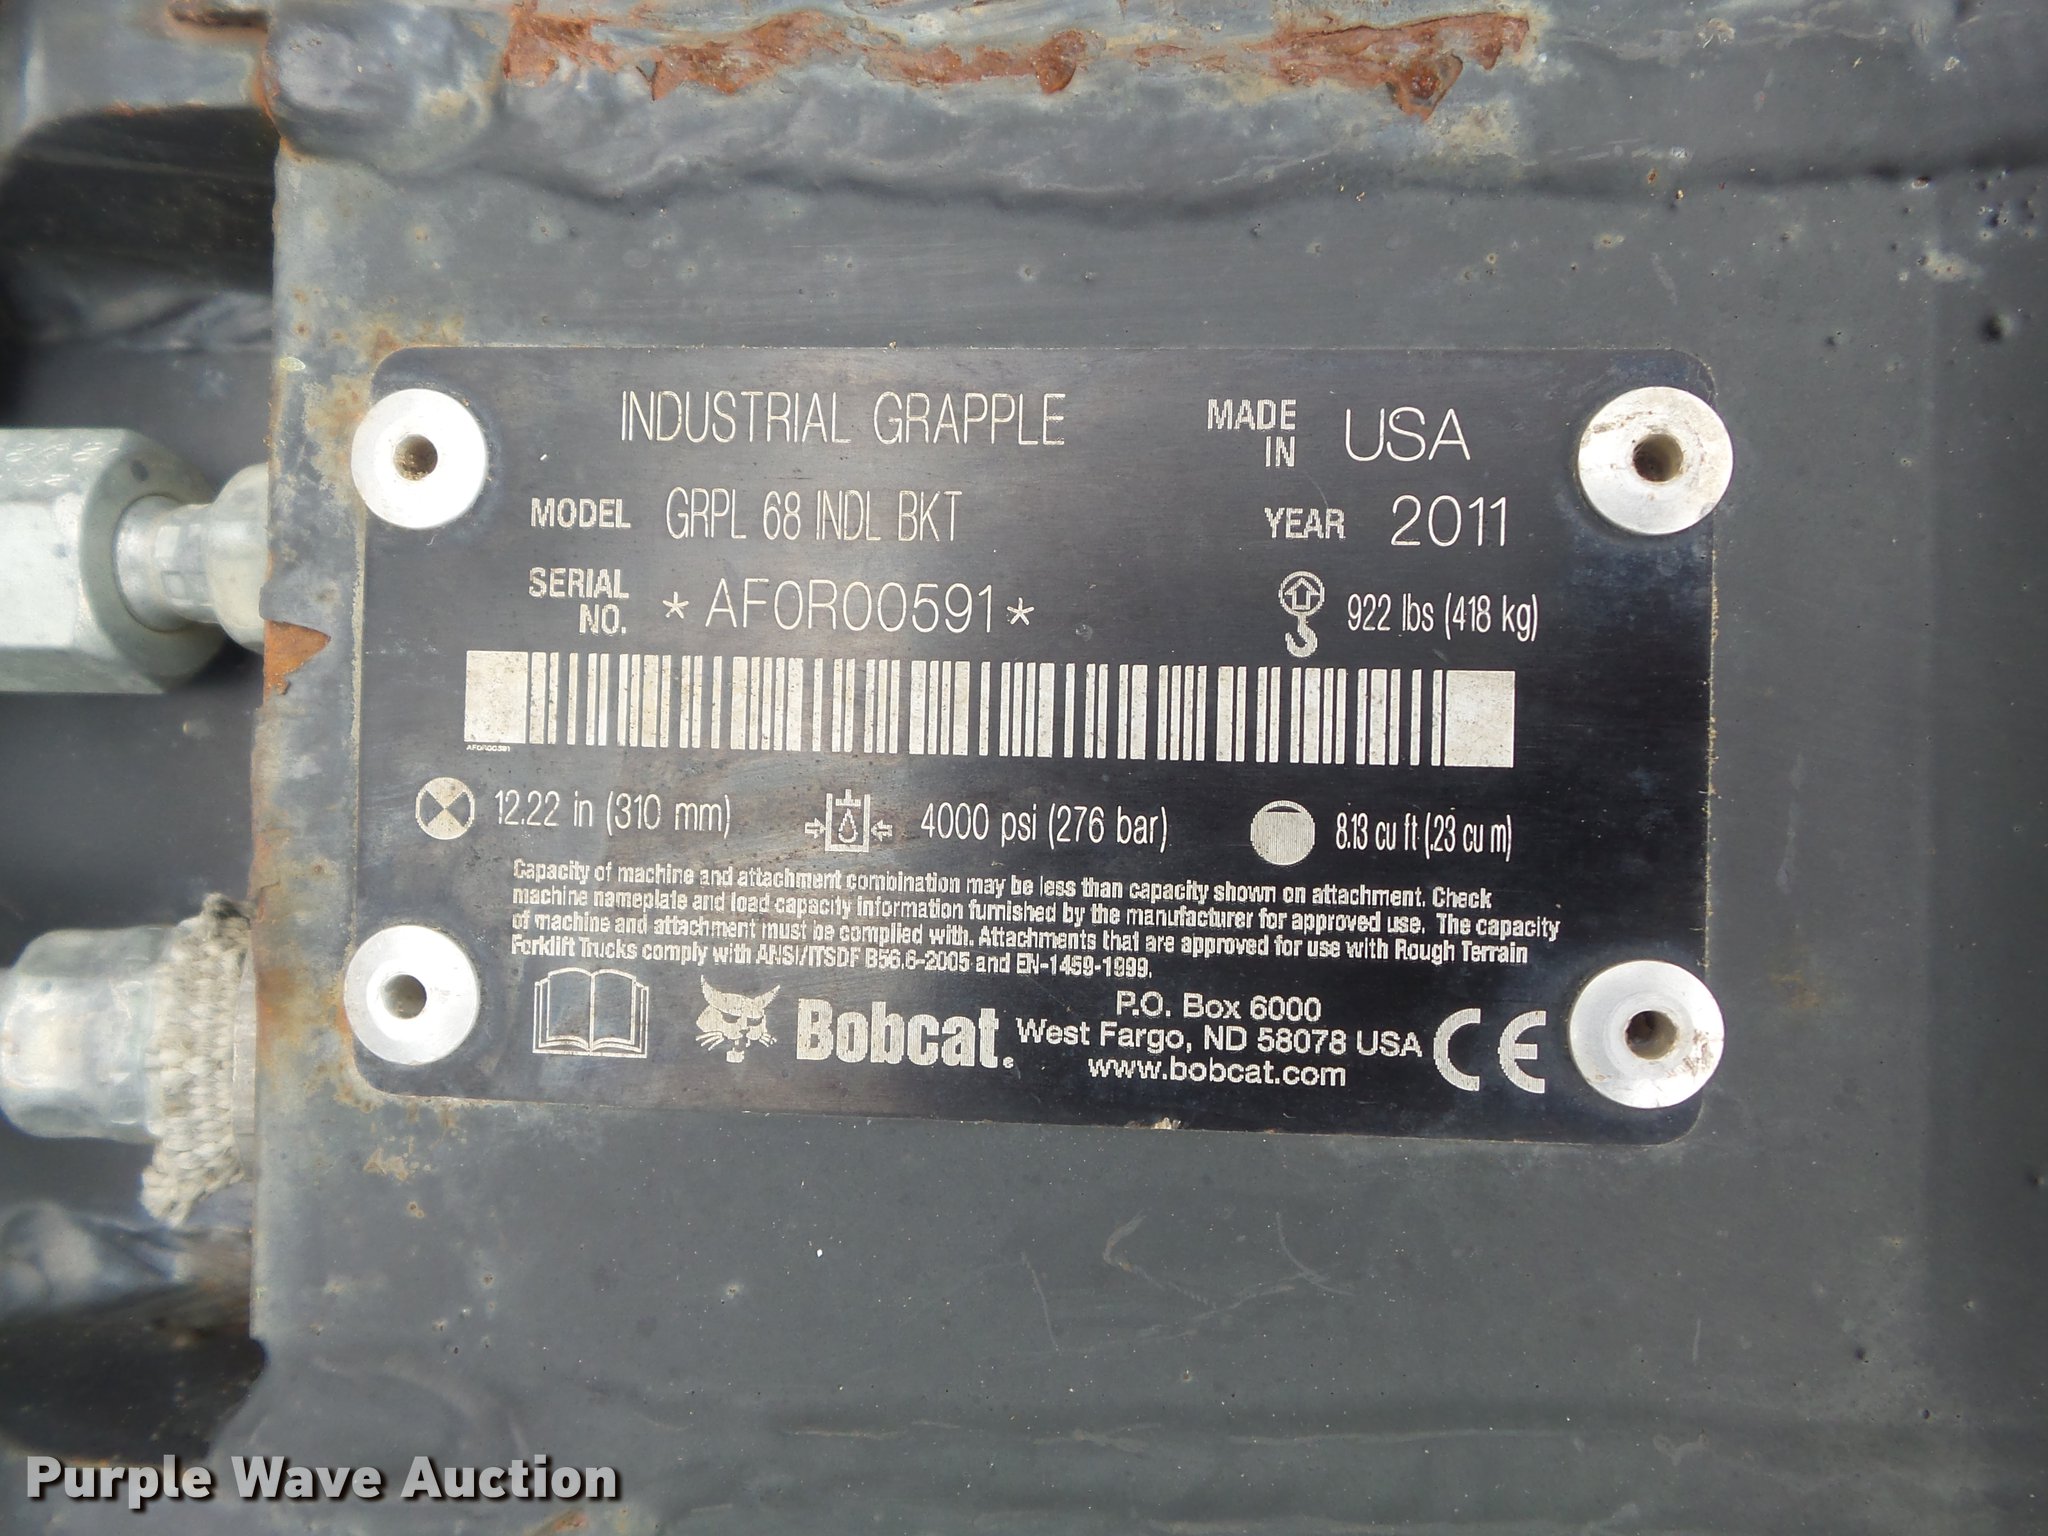 INDUSTRIAL GRAPPLE
MADE IN USA
MODEL GRPL 68 INDL BKT
YEAR 2011
SERIAL NO. *AF0R00591*
922 lbs (418 kg)
AF0R00591
12.22 in (310 mm)
4000 psi (276 bar)
8.13 cu ft (.23 cu m)
Capacity of machine and attachment combination may be less than capacity shown on attachment. Check
machine nameplate and load capacity information furnished by the manufacturer for approved use. The capacity
of machine and attachment must be complied with. Attachments that are approved for use with Rough Terrain
Forklift Trucks comply with ANSI/ITSDF B56.6-2005 and EN-1459-1999.
Bobcat.
P.O. Box 6000
West Fargo, ND 58078 USA
www.bobcat.com
CE
Purple Wave Auction